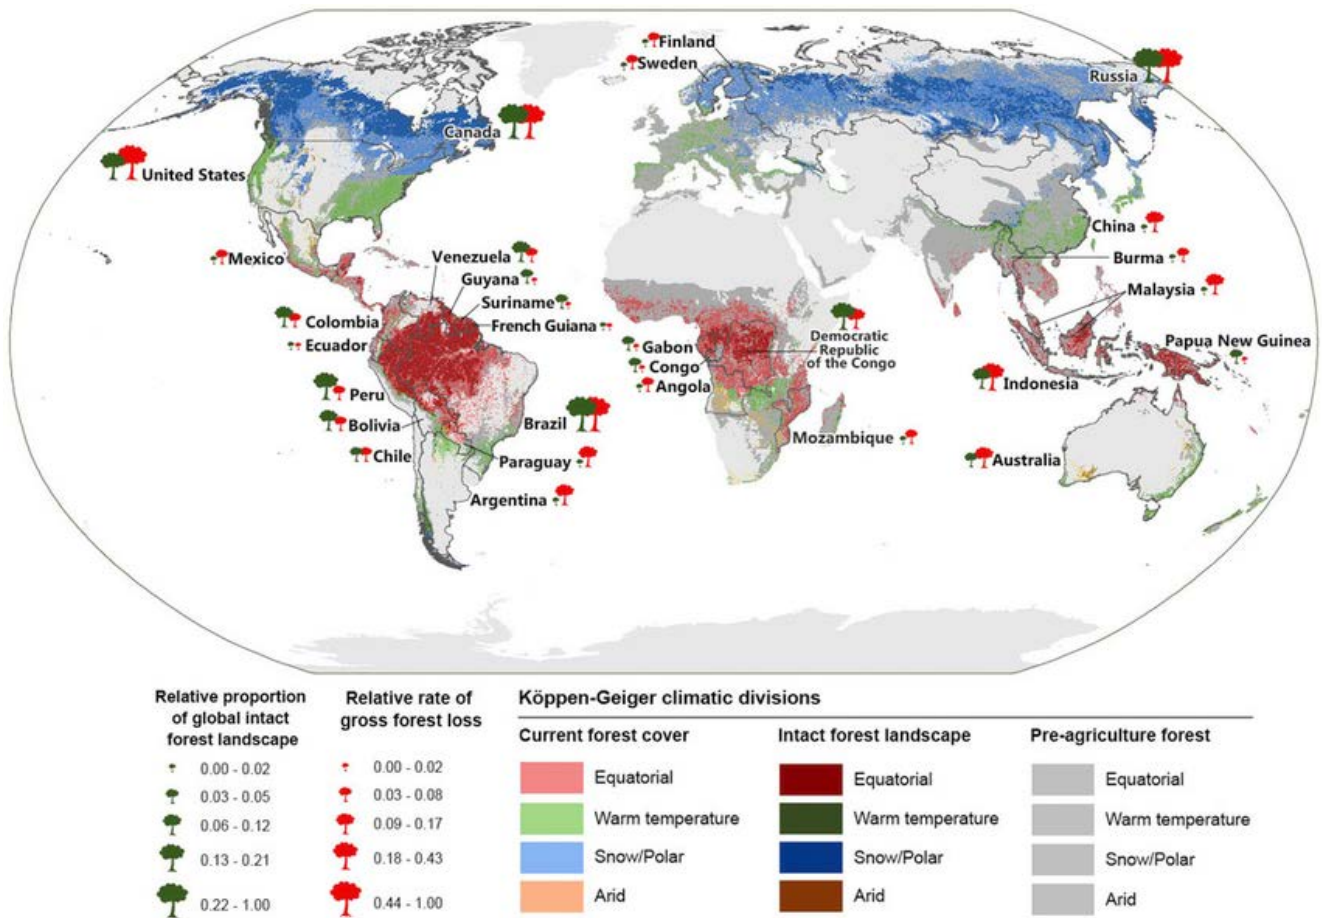 Finland
Sweden
Russia
Canada
United States
China
Mexico
Venezuela
Burma
Guyana
Malaysia
Suriname
Colombia
French Guiana
Ecuador
Gabon
Democratic
Republic
of the Congo
Papua New Guinea
Congo
Angola
Indonesia
Peru
Bolivia
Brazil
Mozambique
Chile
Paraguay
Australia
Argentina
Relative proportion
of global intact
forest landscape
0.00 - 0.02
0.03 - 0.05
0.06 - 0.12
0.13 - 0.21
0.22 - 1.00
Relative rate of
gross forest loss
0.00 - 0.02
0.03 - 0.08
0.09 - 0.17
0.18 - 0.43
0.44 - 1.00
Köppen-Geiger climatic divisions
Current forest cover
Equatorial
Warm temperature
Snow/Polar
Arid
Intact forest landscape
Equatorial
Warm temperature
Snow/Polar
Arid
Pre-agriculture forest
Equatorial
Warm temperature
Snow/Polar
Arid